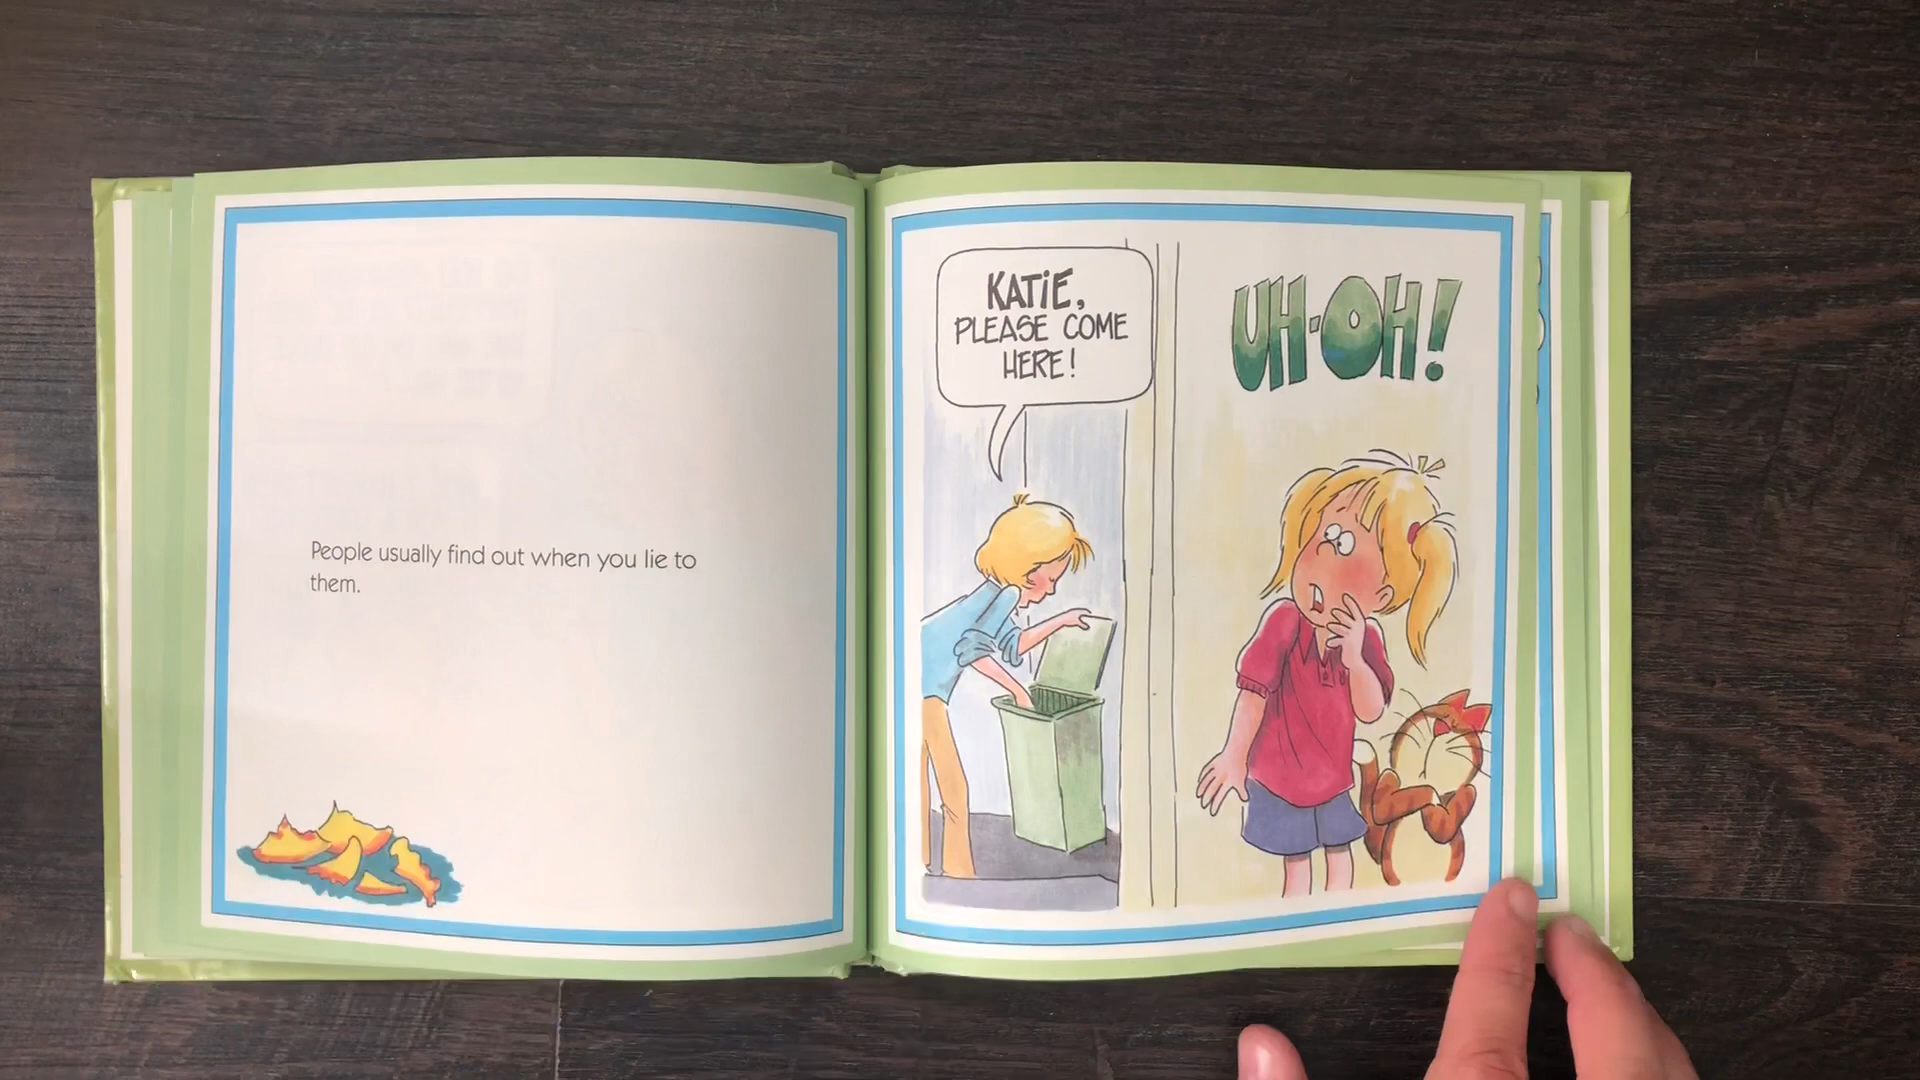 People usually find out when you lie to
them.
KATiE,
PLEASE COME
HERE!
UH-OH!